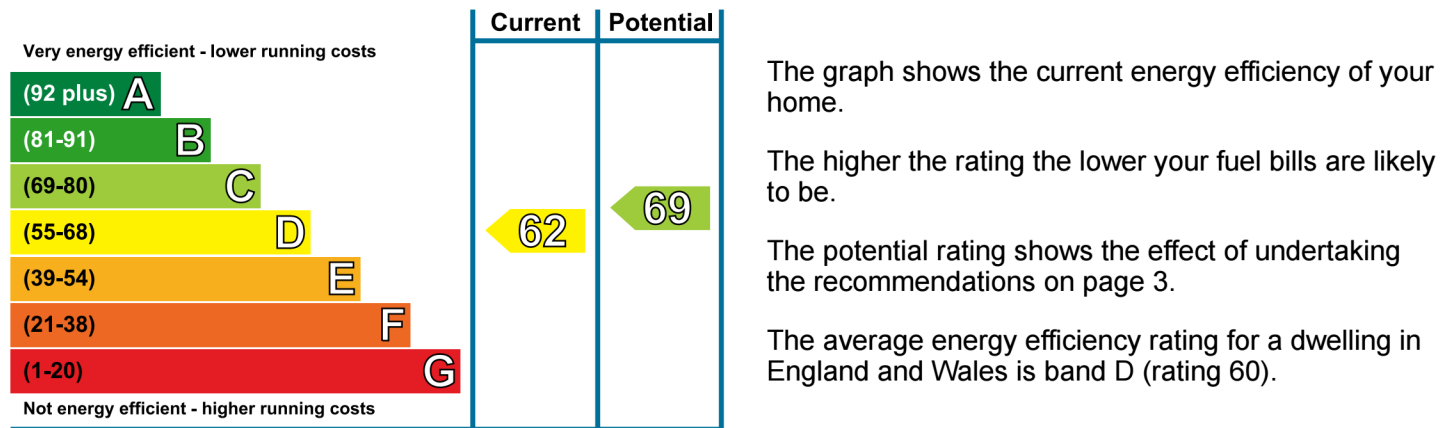 Current Potential
Very energy efficient - lower running costs
(92 plus) A
(81-91) B
(69-80) C
(55-68) D
(39-54) E
(21-38) F
(1-20) G
Not energy efficient - higher running costs
62
69
The graph shows the current energy efficiency of your
home.
The higher the rating the lower your fuel bills are likely
to be.
The potential rating shows the effect of undertaking
the recommendations on page 3.
The average energy efficiency rating for a dwelling in
England and Wales is band D (rating 60).